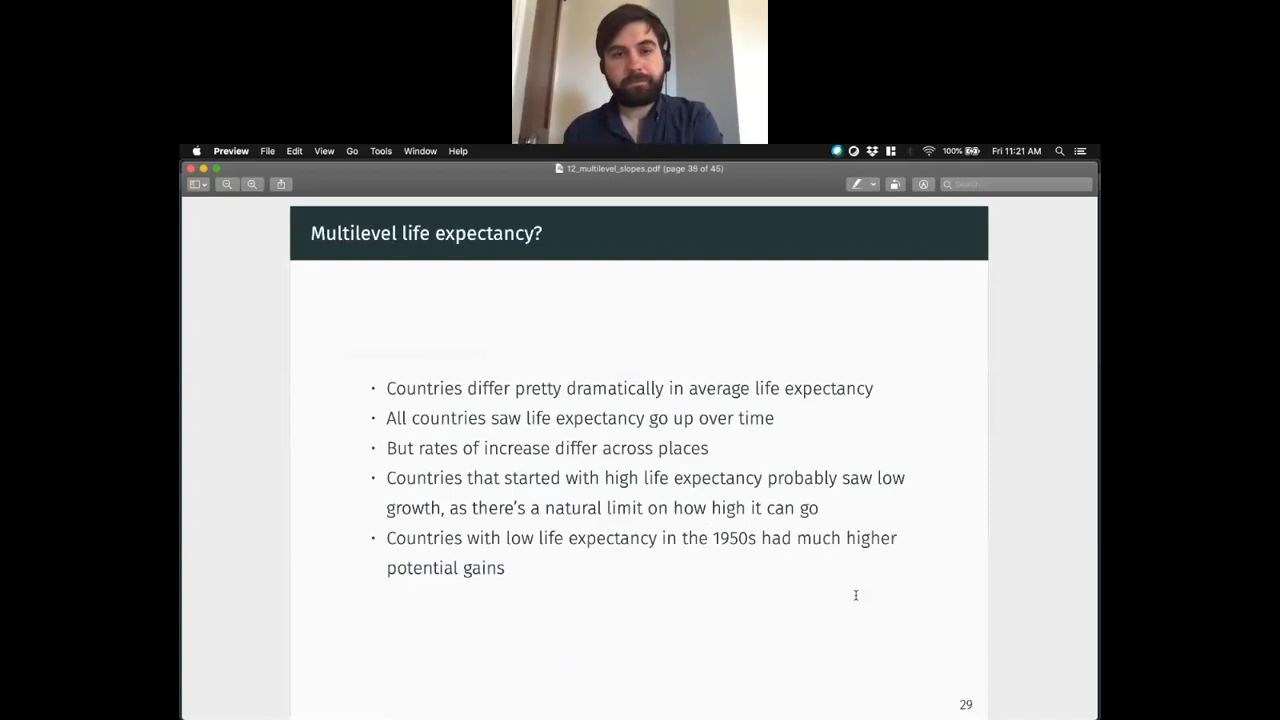 Preview File Edit View Go Tools Window Help 100% Fri 11:21 AM
12_multilevel_slopes.pdf (page 38 of 45)
Search
Multilevel life expectancy?
· Countries differ pretty dramatically in average life expectancy
· All countries saw life expectancy go up over time
· But rates of increase differ across places
· Countries that started with high life expectancy probably saw low
growth, as there's a natural limit on how high it can go
· Countries with low life expectancy in the 1950s had much higher
potential gains
29